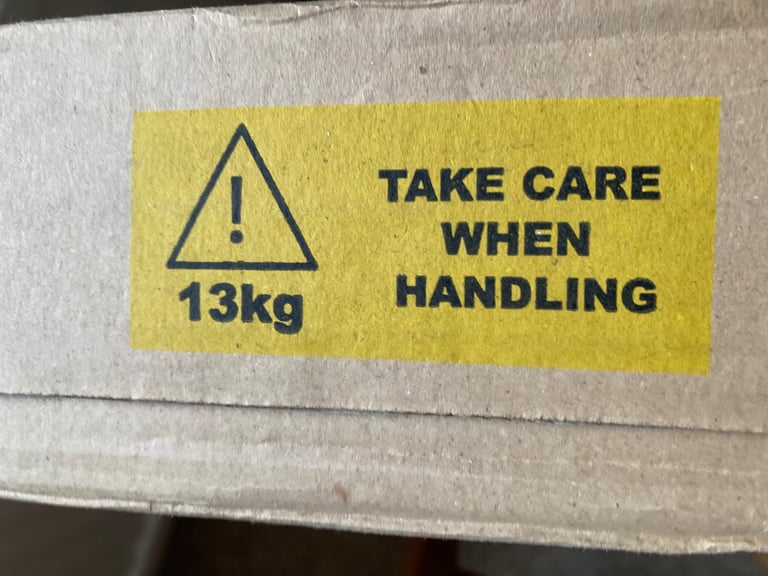 !
13kg
TAKE CARE
WHEN
HANDLING